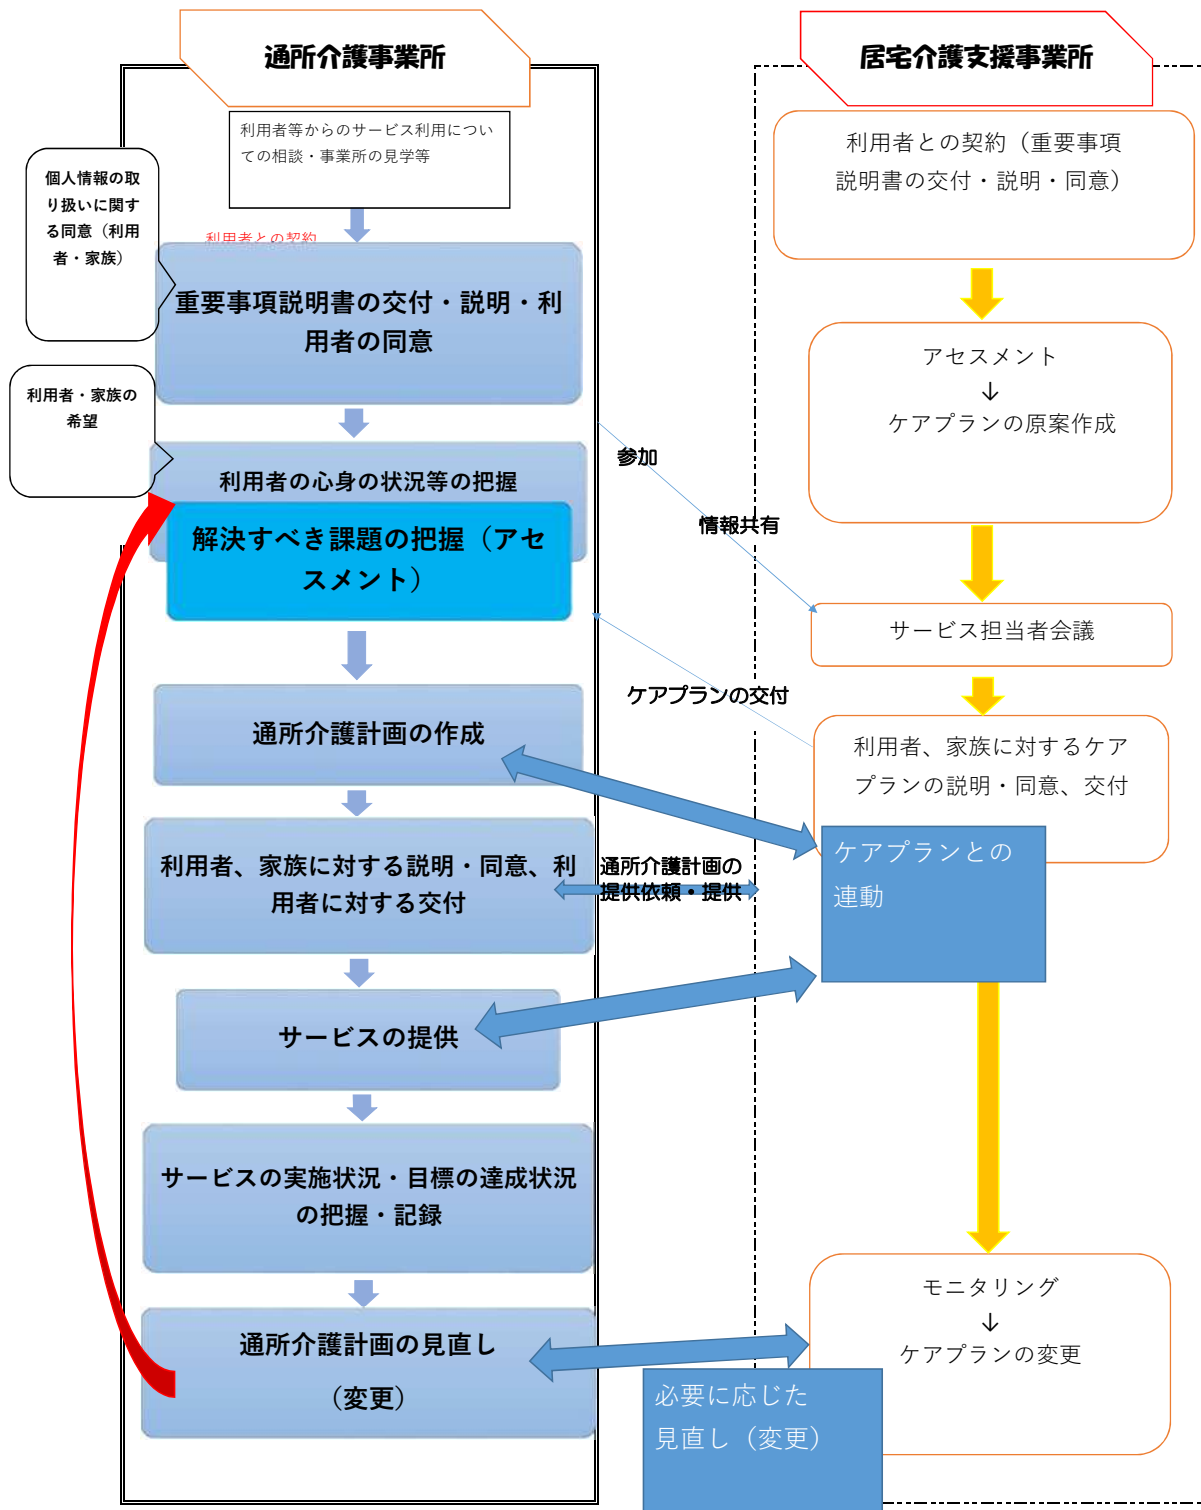 通所介護事業所
利用者等からのサービス利用につい
ての相談・事業所の見学等
個人情報の取
り扱いに関す
る同意（利用
者・家族）
利用者との契約
重要事項説明書の交付・説明・利
用者の同意
利用者・家族の
希望
利用者の心身の状況等の把握
解決すべき課題の把握（アセ
スメント）
通所介護計画の作成
利用者、家族に対する説明・同意、利
用者に対する交付
サービスの提供
サービスの実施状況・目標の達成状況
の把握・記録
通所介護計画の見直し
（変更）
参加
情報共有
ケアプランの交付
通所介護計画の
提供依頼・提供
居宅介護支援事業所
利用者との契約（重要事項
説明書の交付・説明・同意）
アセスメント
↓
ケアプランの原案作成
サービス担当者会議
利用者、家族に対するケア
プランの説明・同意、交付
ケアプランとの
連動
モニタリング
↓
ケアプランの変更
必要に応じた
見直し（変更）